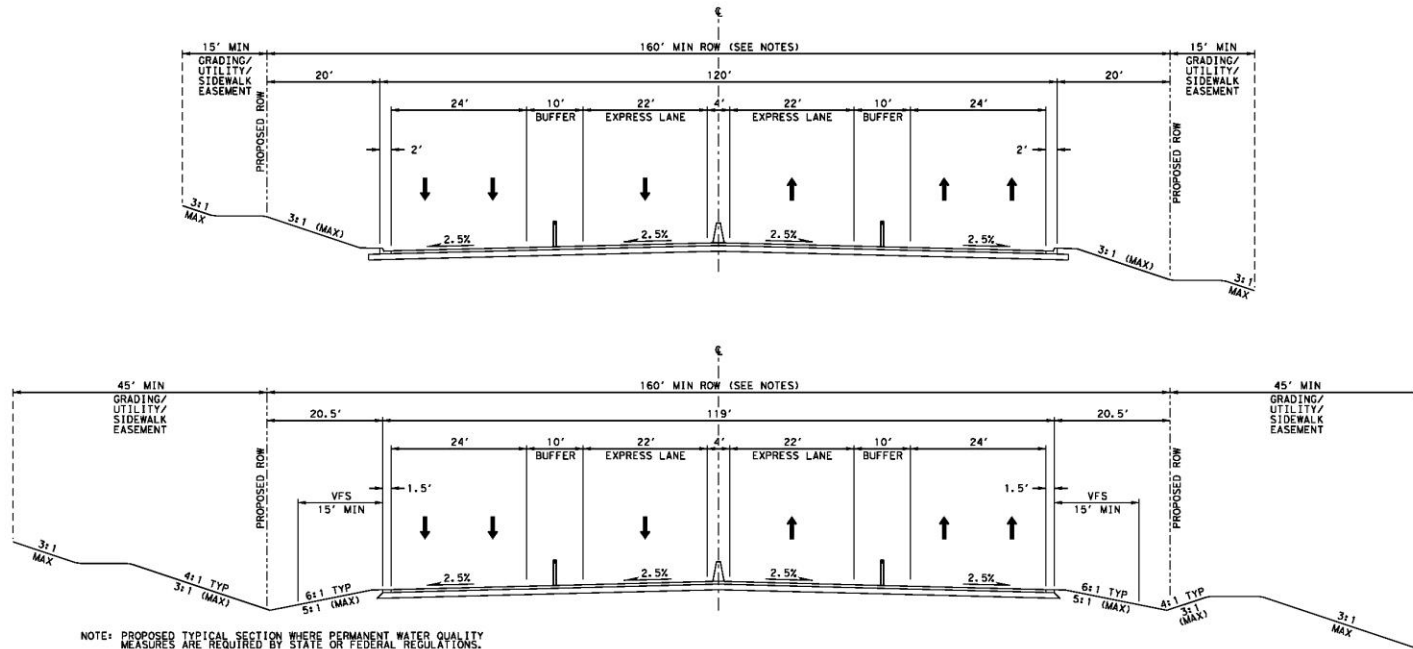 ℄
15' MIN
160' MIN ROW (SEE NOTES)
15' MIN
GRADING/
UTILITY/
SIDEWALK
EASEMENT
GRADING/
UTILITY/
SIDEWALK
EASEMENT
20'
120'
20'
PROPOSED ROW
PROPOSED ROW
24'
10'
22'
4'
22'
10'
24'
BUFFER
EXPRESS LANE
EXPRESS LANE
BUFFER
2'
2'
3:1
MAX
3:1 (MAX)
2.5%
2.5%
2.5%
2.5%
3:1 (MAX)
3:1
MAX
℄
45' MIN
160' MIN ROW (SEE NOTES)
45' MIN
GRADING/
UTILITY/
SIDEWALK
EASEMENT
GRADING/
UTILITY/
SIDEWALK
EASEMENT
20.5'
119'
20.5'
PROPOSED ROW
PROPOSED ROW
24'
10'
22'
4'
22'
10'
24'
BUFFER
EXPRESS LANE
EXPRESS LANE
BUFFER
VFS
15' MIN
1.5'
1.5'
VFS
15' MIN
3:1
MAX
4:1 TYP
3:1 (MAX)
6:1 TYP
5:1 (MAX)
2.5%
2.5%
2.5%
2.5%
6:1 TYP
5:1 (MAX)
4:1 TYP
3:1
(MAX)
3:1
MAX
NOTE: PROPOSED TYPICAL SECTION WHERE PERMANENT WATER QUALITY
MEASURES ARE REQUIRED BY STATE OR FEDERAL REGULATIONS.